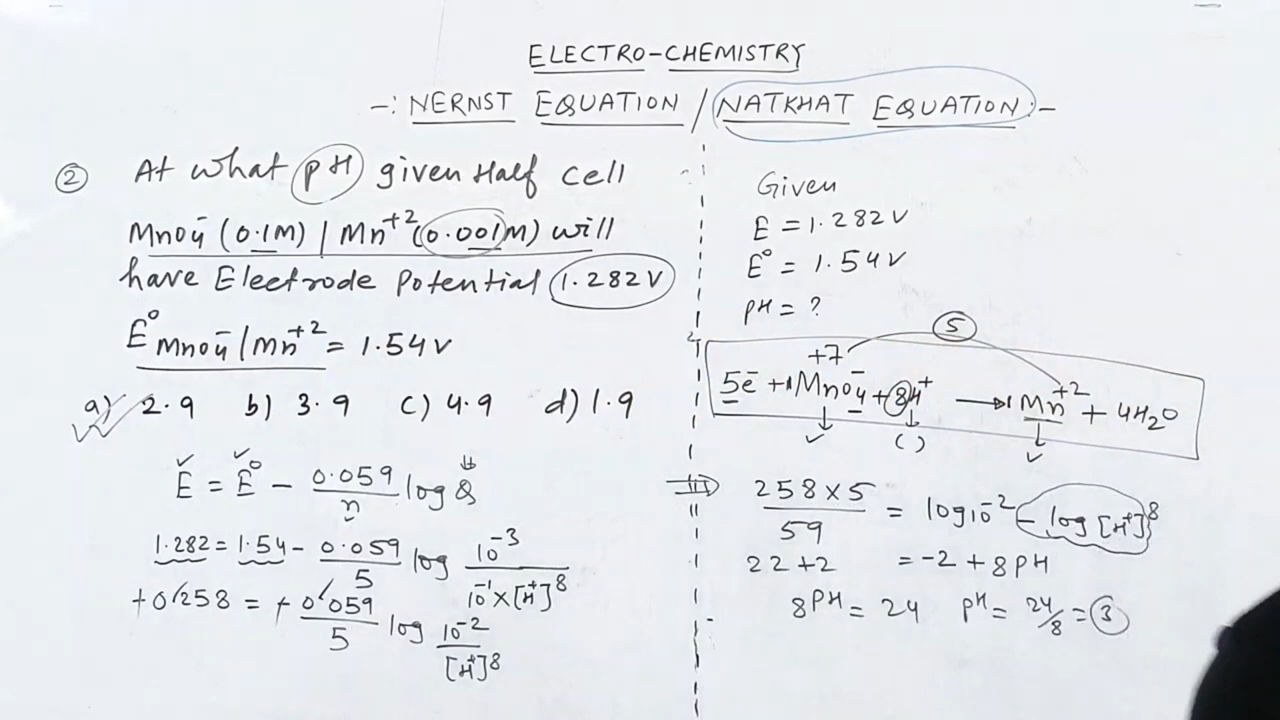 ELECTRO-CHEMISTRY
-: NERNST EQUATION / NATKHAT EQUATION :-
② At what pH given Half cell
MnO4⁻ (0.1M) | Mn⁺² (0.001M) will
have Electrode Potential 1.282V
E° MnO4⁻/Mn⁺² = 1.54V
a) 2.9 b) 3.9 c) 4.9 d) 1.9
E = E° - 0.059/n log Q
1.282 = 1.54 - 0.059/5 log 10⁻³/10⁻¹×[H⁺]⁸
+0.258 = +0.059/5 log 10⁻²/[H⁺]⁸
Given
E = 1.282V
E° = 1.54V
pH = ?
5
+7
5e⁻ + 1MnO4⁻ + 8H⁺ → 1Mn⁺² + 4H2O
✓ ( ) ✓
⇒ 258×5/59 = log10⁻² - log[H⁺]⁸
22+2 = -2 + 8PH
8PH = 24 PH = 24/8 = 3